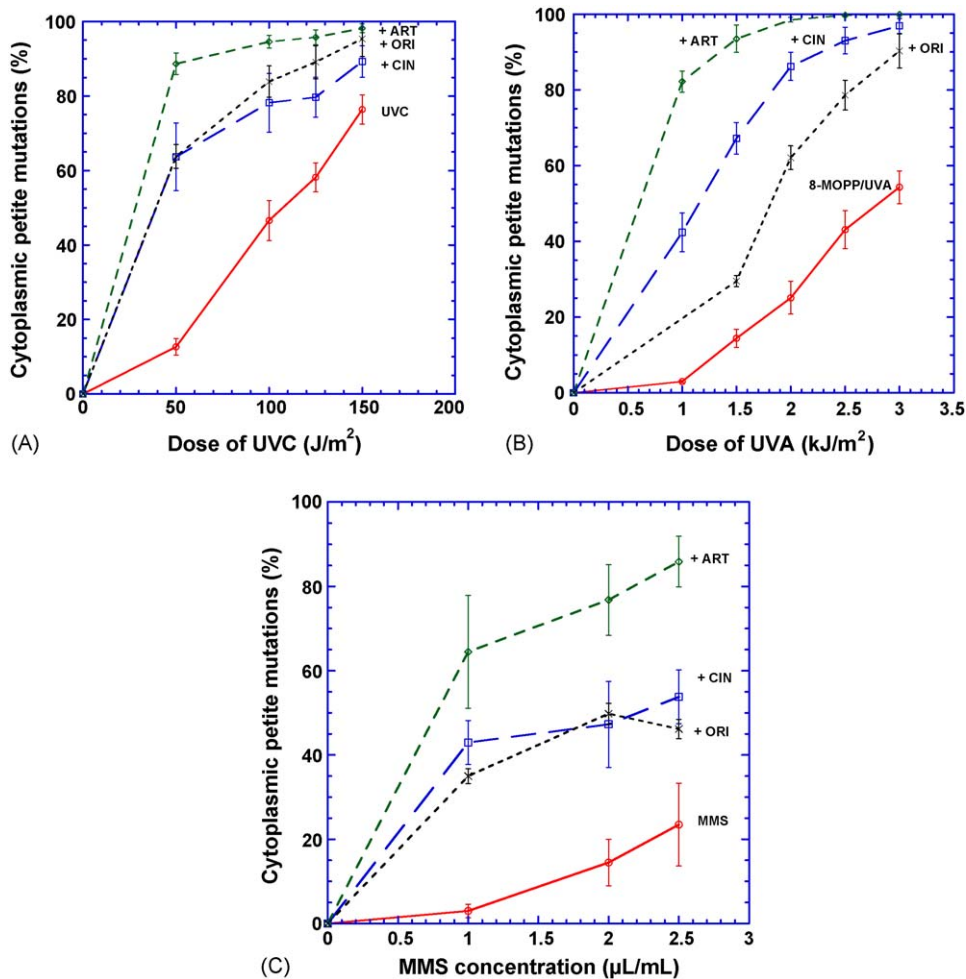 Cytoplasmic petite mutations (%)
100
80
60
40
20
0
+ ART
+ ORI
+ CIN
UVC
0
50
100
150
200
(A)
Dose of UVC (J/m²)
Cytoplasmic petite mutations (%)
100
80
60
40
20
0
+ ART
+ CIN
+ ORI
8-MOPP/UVA
0
0.5
1
1.5
2
2.5
3
3.5
(B)
Dose of UVA (kJ/m²)
Cytoplasmic petite mutations (%)
100
80
60
40
20
0
+ ART
+ CIN
+ ORI
MMS
0
0.5
1
1.5
2
2.5
3
(C)
MMS concentration (µL/mL)